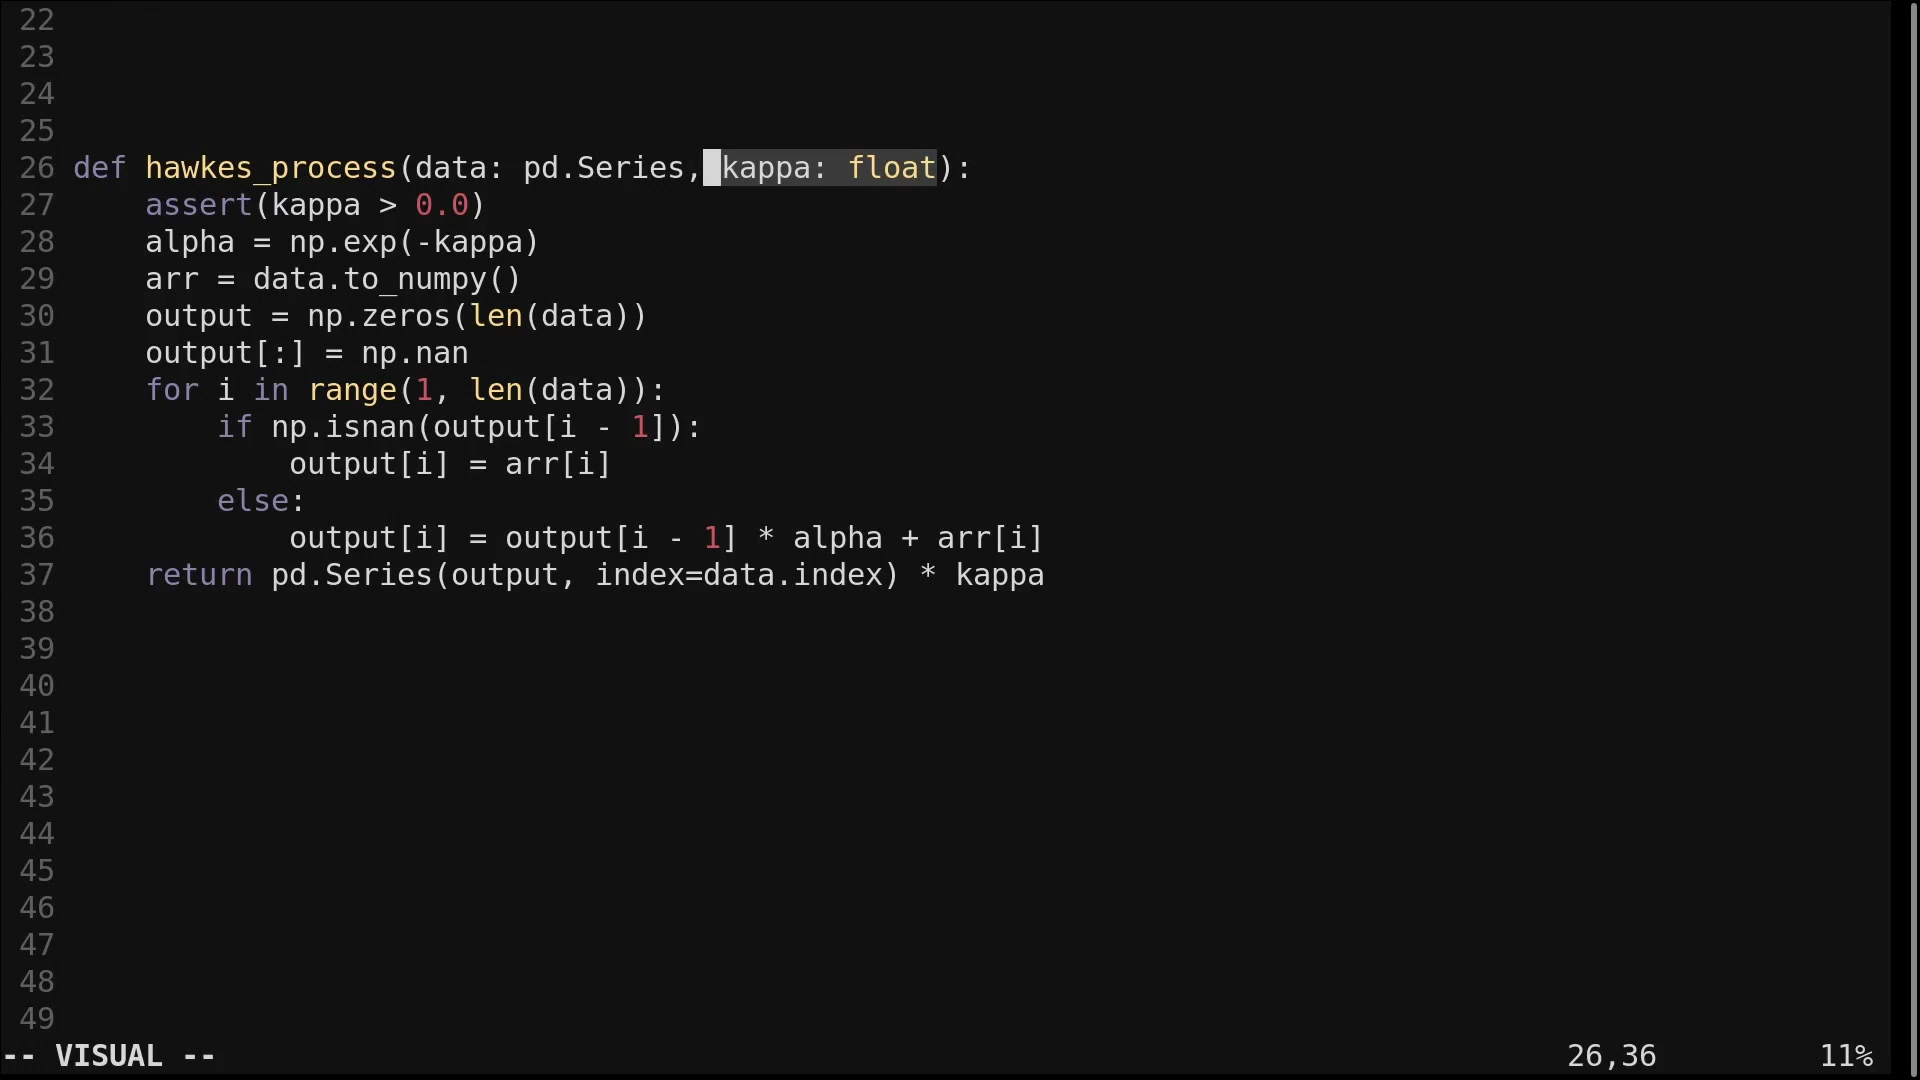 22
23
24
25
26 def hawkes_process(data: pd.Series, kappa: float):
27     assert(kappa > 0.0)
28     alpha = np.exp(-kappa)
29     arr = data.to_numpy()
30     output = np.zeros(len(data))
31     output[:] = np.nan
32     for i in range(1, len(data)):
33         if np.isnan(output[i - 1]):
34             output[i] = arr[i]
35         else:
36             output[i] = output[i - 1] * alpha + arr[i]
37     return pd.Series(output, index=data.index) * kappa
38
39
40
41
42
43
44
45
46
47
48
49
-- VISUAL -- 26,36 11%